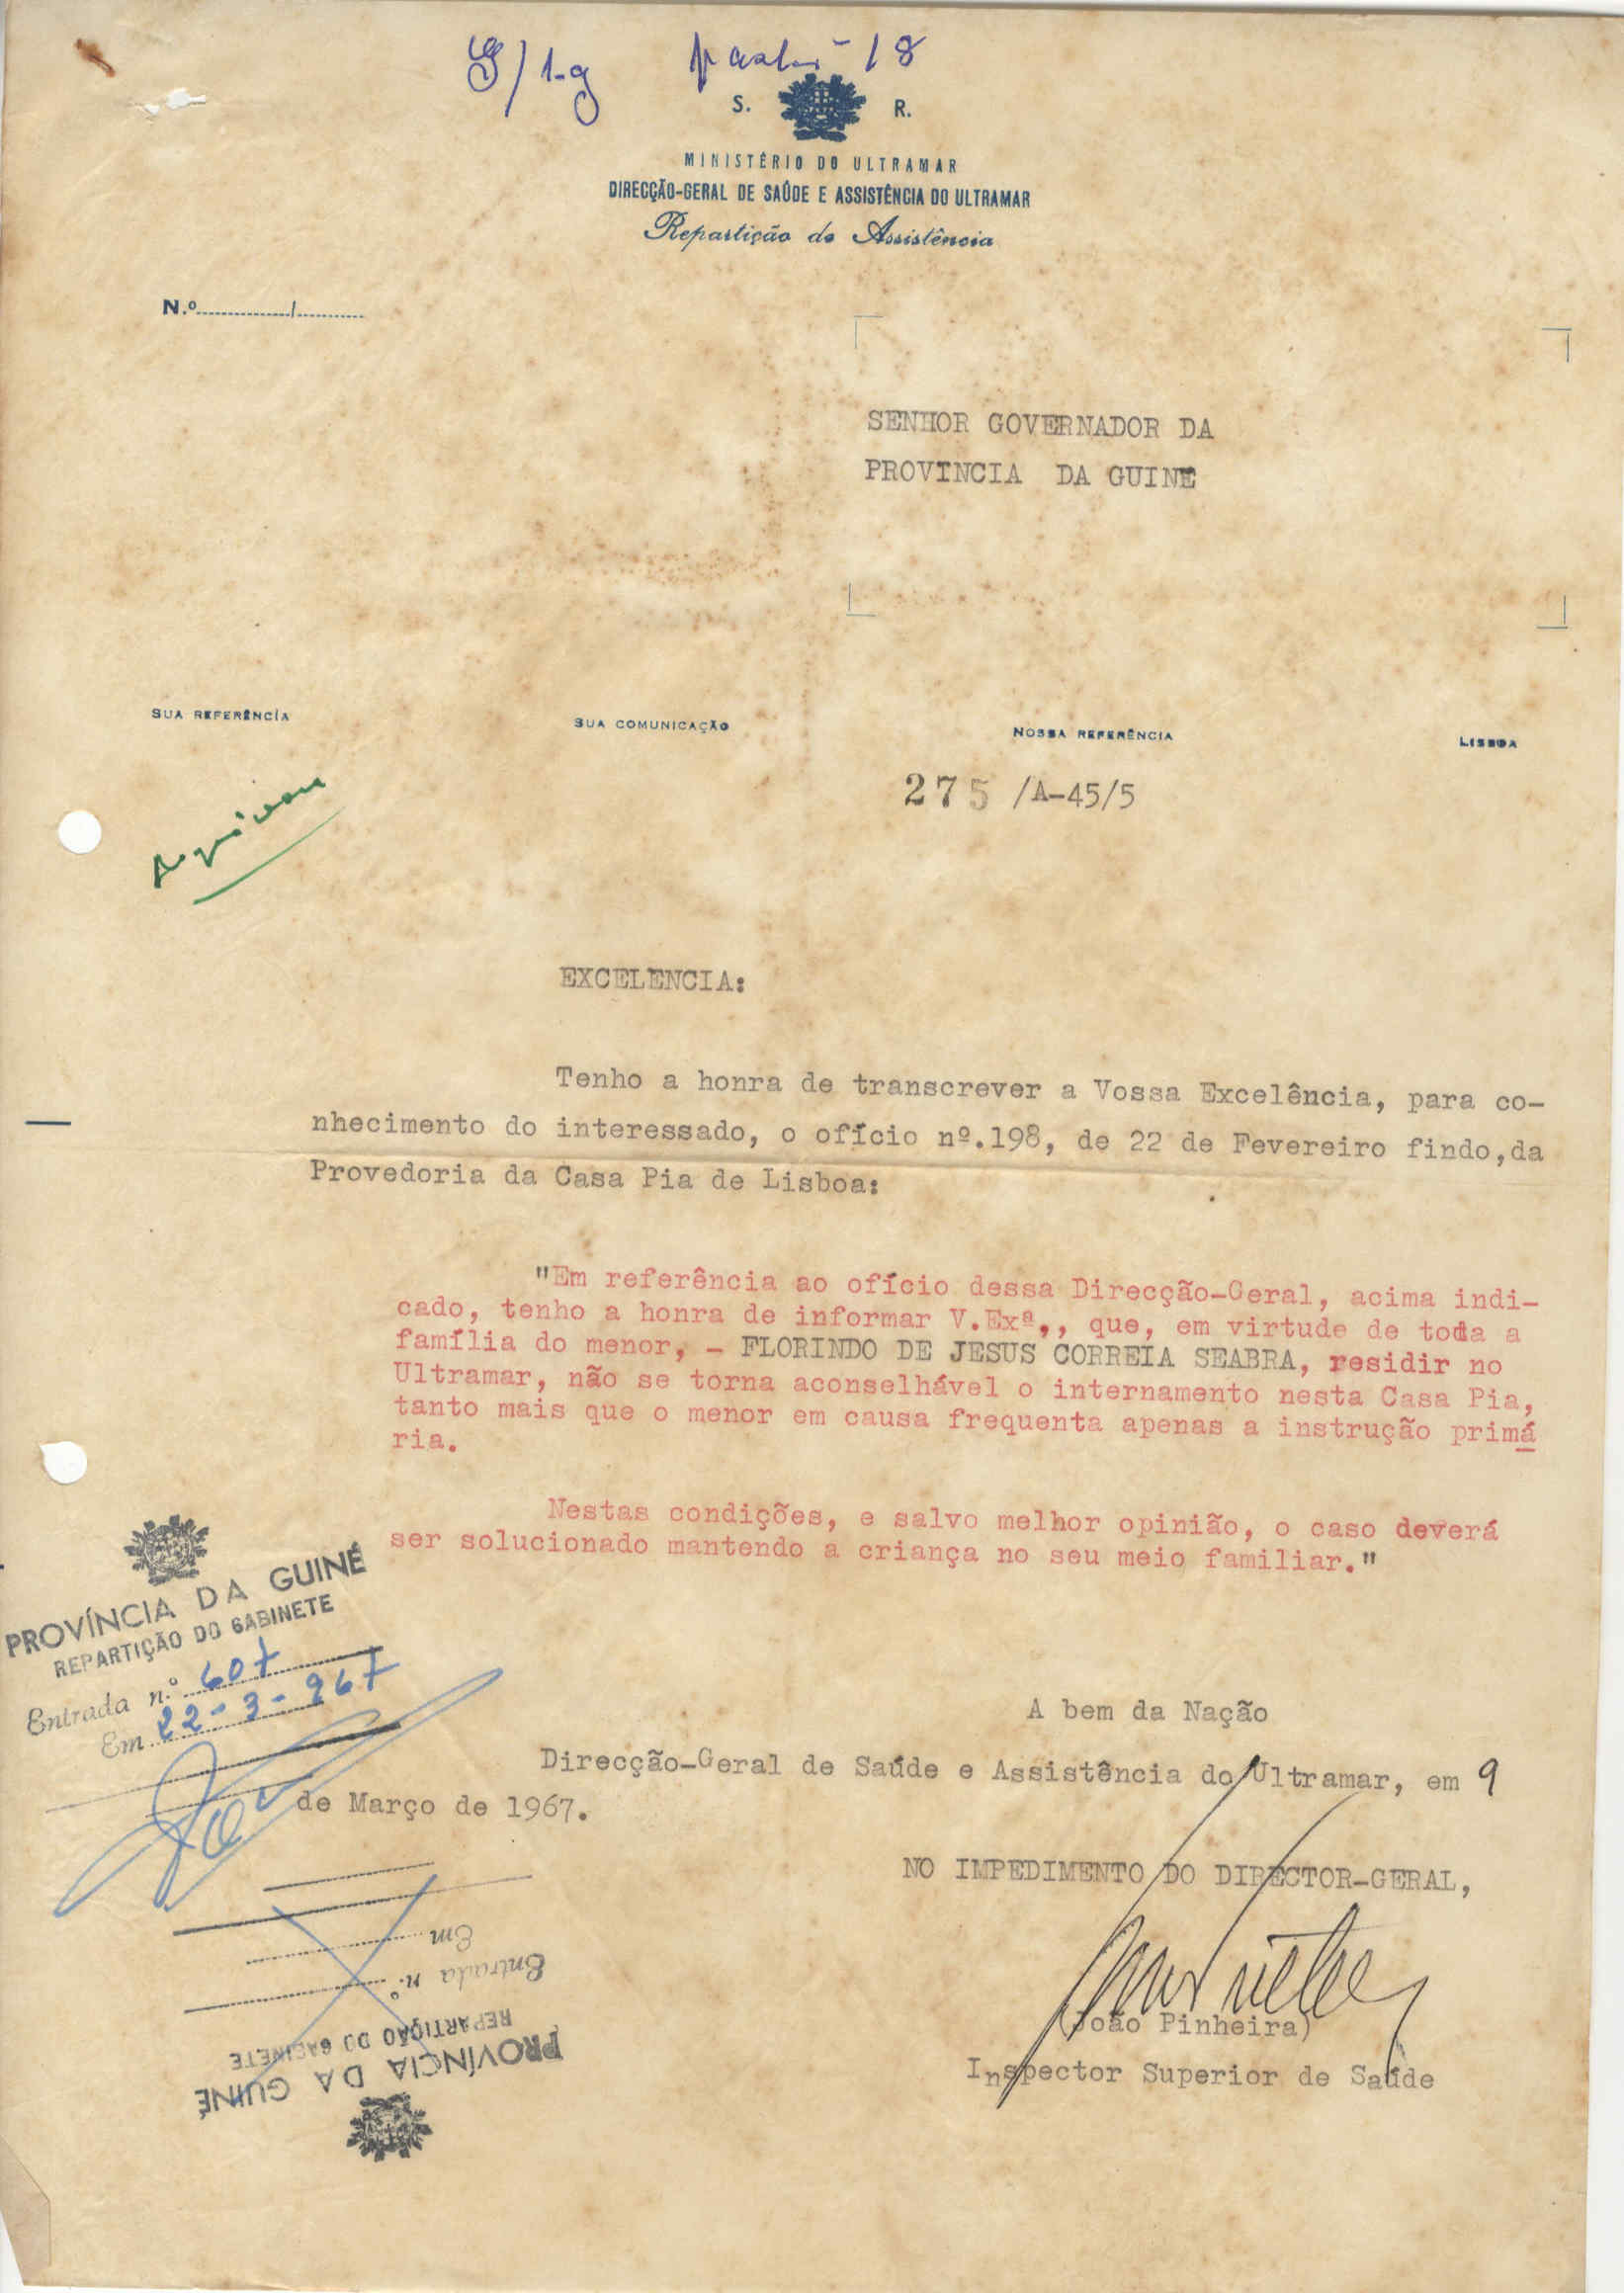 S. R.
MINISTÉRIO DO ULTRAMAR
DIRECÇÃO-GERAL DE SAÚDE E ASSISTÊNCIA DO ULTRAMAR
Repartição de Assistência
N.º............/..........
SENHOR GOVERNADOR DA
PROVINCIA DA GUINE
SUA REFERÊNCIA SUA COMUNICAÇÃO NOSSA REFERÊNCIA LISBOA
275 /A-45/5
EXCELENCIA:
Tenho a honra de transcrever a Vossa Excelência, para co-
nhecimento do interessado, o ofício nº.198, de 22 de Fevereiro findo,da
Provedoria da Casa Pia de Lisboa:
"Em referência ao ofício dessa Direcção-Geral, acima indi-
cado, tenho a honra de informar V.Exª,, que, em virtude de toda a
família do menor, - FLORINDO DE JESUS CORREIA SEABRA, residir no
Ultramar, não se torna aconselhável o internamento nesta Casa Pia,
tanto mais que o menor em causa frequenta apenas a instrução primá
ria.
Nestas condições, e salvo melhor opinião, o caso deverá
ser solucionado mantendo a criança no seu meio familiar."
PROVÍNCIA DA GUINÉ
REPARTIÇÃO DO GABINETE
Entrada n.º 607
Em 22-3-967
A bem da Nação
Direcção-Geral de Saúde e Assistência do Ultramar, em 9
de Março de 1967.
NO IMPEDIMENTO DO DIRECTOR-GERAL,
(João Pinheira)
Inspector Superior de Saúde
PROVÍNCIA DA GUINÉ
REPARTIÇÃO DO GABINETE
Entrada n.º
Em